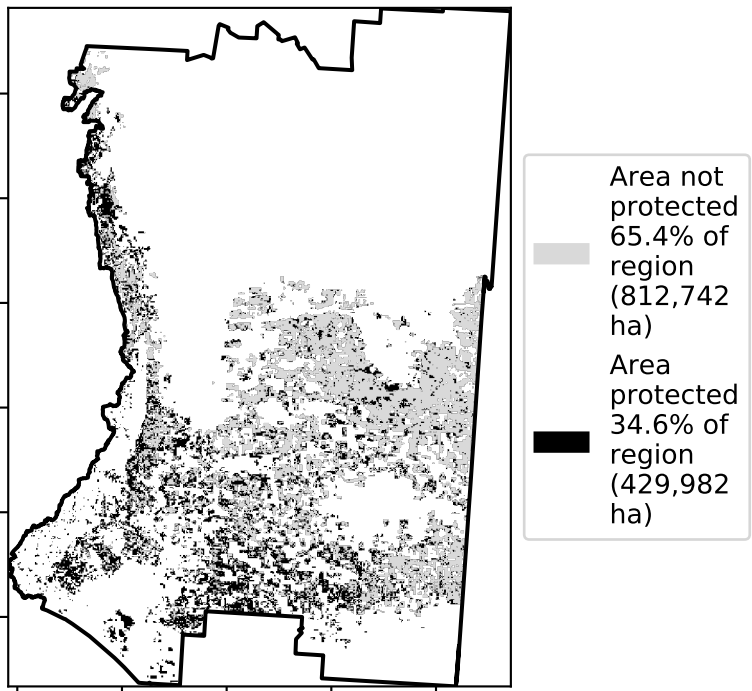 Area not
protected
65.4% of
region
(812,742
ha)
Area
protected
34.6% of
region
(429,982
ha)